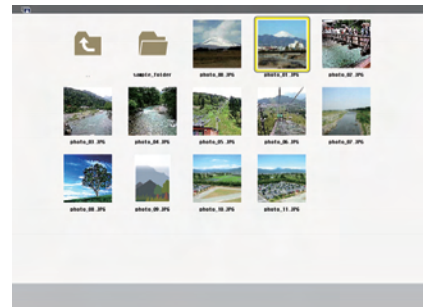 ..
sample_folder
photo_00.JPG
photo_01.JPG
photo_02.JPG
photo_03.JPG
photo_04.JPG
photo_05.JPG
photo_06.JPG
photo_07.JPG
photo_08.JPG
photo_09.JPG
photo_10.JPG
photo_11.JPG